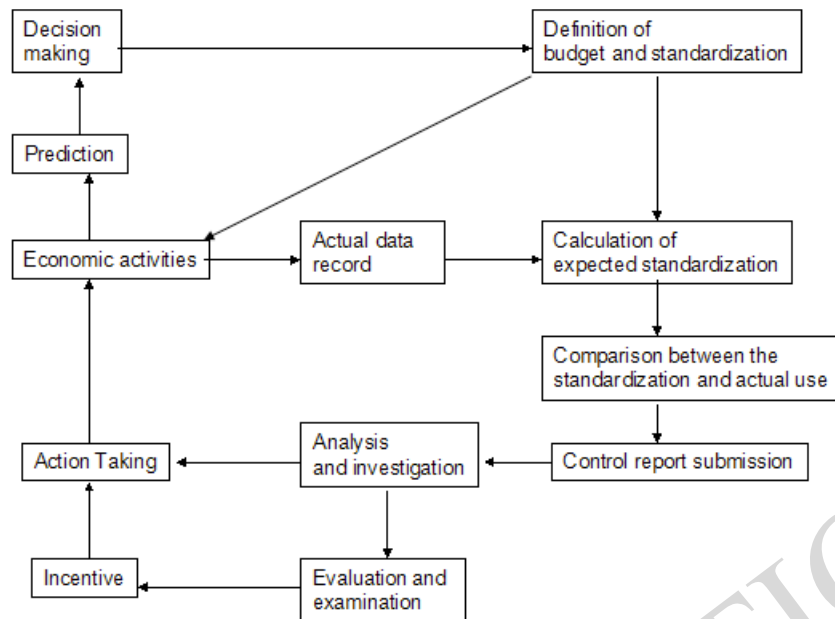 Decision
making
Definition of
budget and standardization
Prediction
Economic activities
Actual data
record
Calculation of
expected standardization
Comparison between the
standardization and actual use
Action Taking
Analysis
and investigation
Control report submission
Incentive
Evaluation and
examination